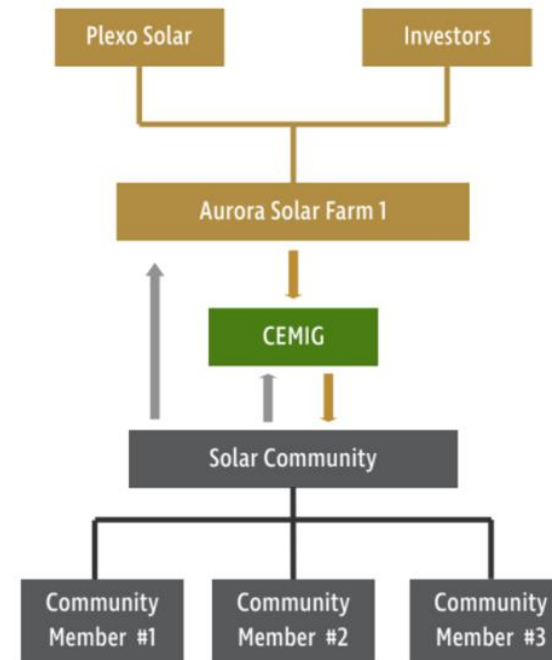 Plexo Solar
Investors
Aurora Solar Farm 1
CEMIG
Solar Community
Community
Member #1
Community
Member #2
Community
Member #3